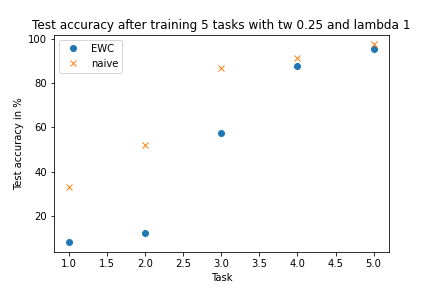 Test accuracy after training 5 tasks with tw 0.25 and lambda 1
EWC
naive
100
80
60
40
20
Test accuracy in %
1.0 1.5 2.0 2.5 3.0 3.5 4.0 4.5 5.0
Task